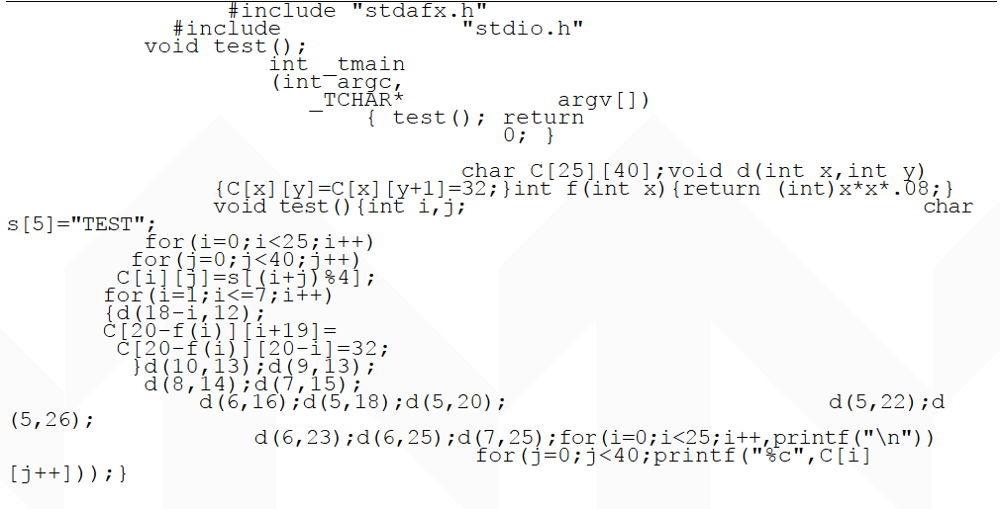 #include "stdafx.h"
#include "stdio.h"
void test();
int _tmain
(int argc,
_TCHAR* argv[])
{ test(); return
0; }
char C[25][40];void d(int x,int y)
{C[x][y]=C[x][y+1]=32;}int f(int x){return (int)x*x*.08;}
void test(){int i,j; char
s[5]="TEST";
for(i=0;i<25;i++)
for(j=0;j<40;j++)
C[i][j]=s[(i+j)%4];
for(i=1;i<=7;i++)
{d(18-i,12);
C[20-f(i)][i+19]=
C[20-f(i)][20-i]=32;
}d(10,13);d(9,13);
d(8,14);d(7,15);
d(6,16);d(5,18);d(5,20); d(5,22);d
(5,26);
d(6,23);d(6,25);d(7,25);for(i=0;i<25;i++,printf("\n"))
for(j=0;j<40;printf("%c",C[i]
[j++]));}